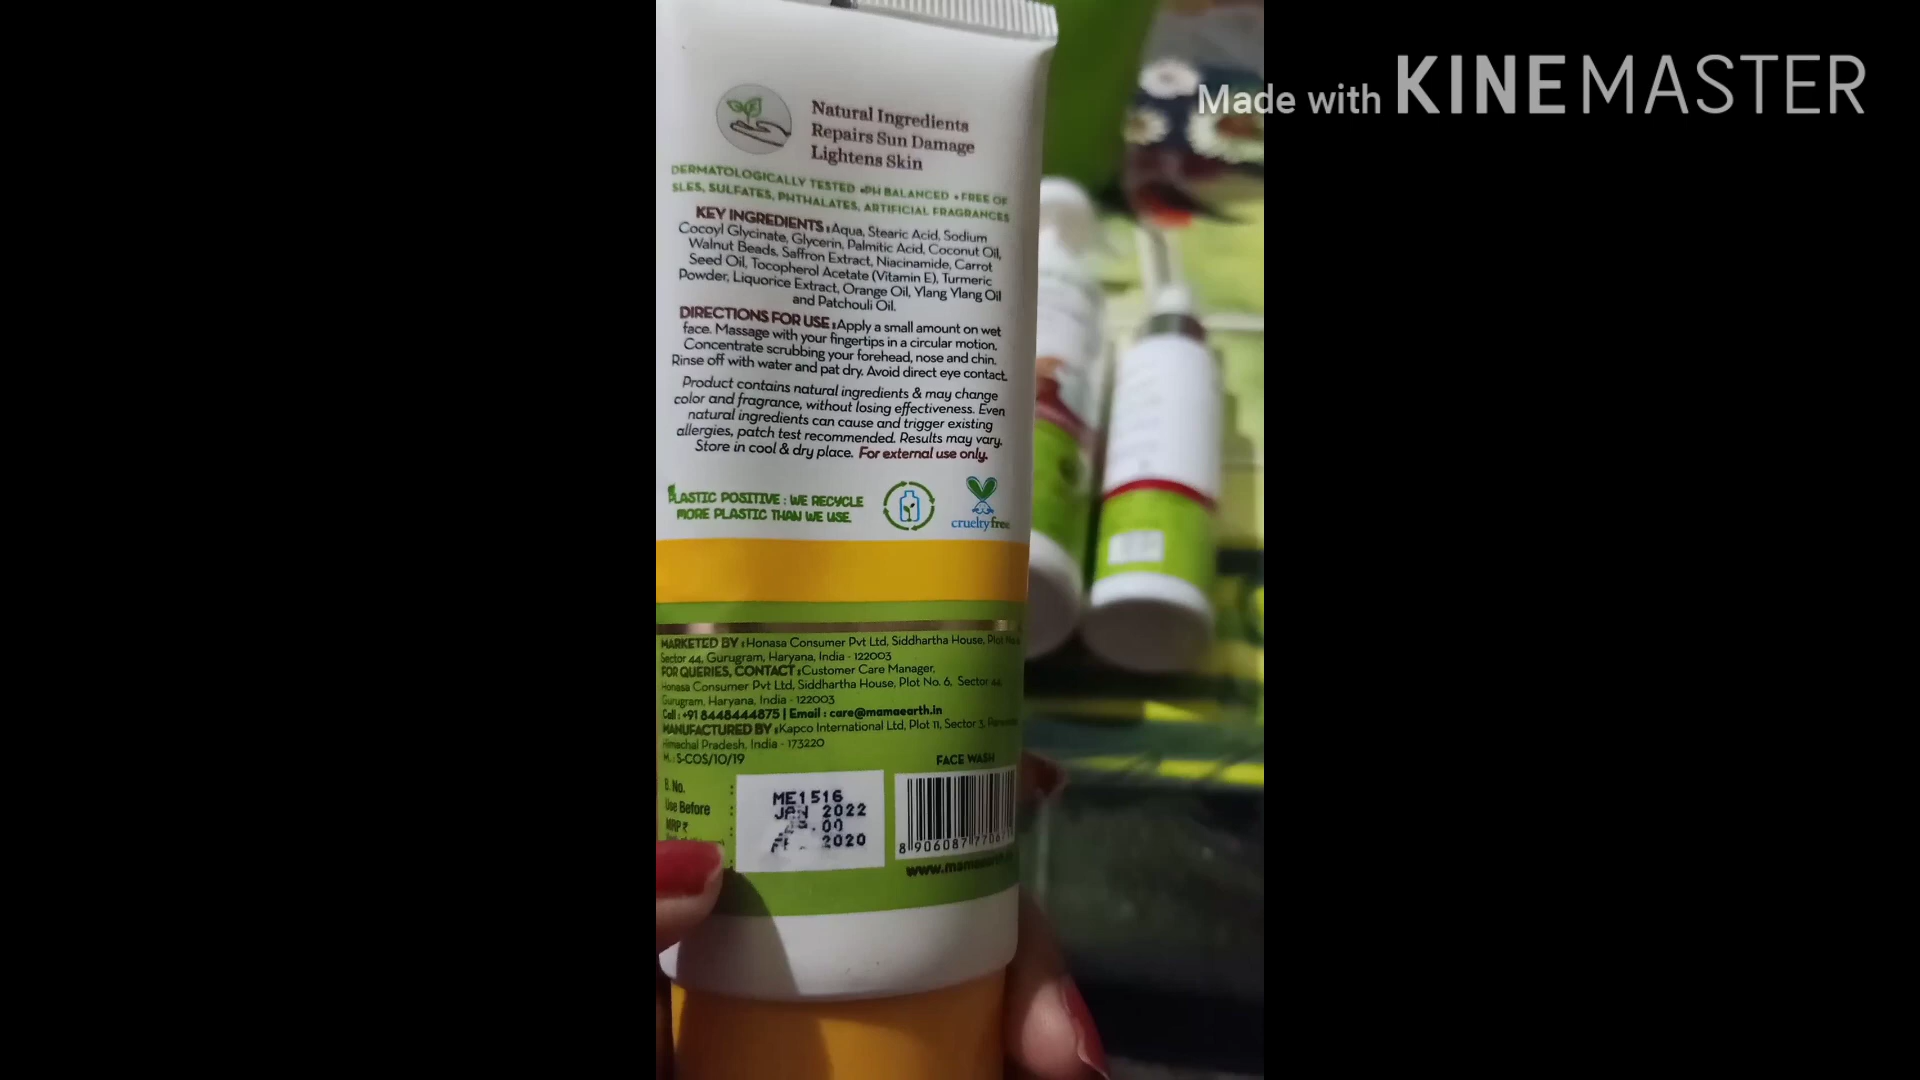 Made with KINEMASTER
Natural Ingredients
Repairs Sun Damage
Lightens Skin
DERMATOLOGICALLY TESTED • PH BALANCED • FREE OF
SLES, SULFATES, PHTHALATES, ARTIFICIAL FRAGRANCES
KEY INGREDIENTS : Aqua, Stearic Acid, Sodium
Cocoyl Glycinate, Glycerin, Palmitic Acid, Coconut Oil,
Walnut Beads, Saffron Extract, Niacinamide, Carrot
Seed Oil, Tocopherol Acetate (Vitamin E), Turmeric
Powder, Liquorice Extract, Orange Oil, Ylang Ylang Oil
and Patchouli Oil.
DIRECTIONS FOR USE : Apply a small amount on wet
face. Massage with your fingertips in a circular motion.
Concentrate scrubbing your forehead, nose and chin.
Rinse off with water and pat dry. Avoid direct eye contact.
Product contains natural ingredients & may change
color and fragrance, without losing effectiveness. Even
natural ingredients can cause and trigger existing
allergies, patch test recommended. Results may vary.
Store in cool & dry place. For external use only.
PLASTIC POSITIVE : WE RECYCLE
MORE PLASTIC THAN WE USE.
crueltyfree
MARKETED BY : Honasa Consumer Pvt Ltd, Siddhartha House, Plot
Sector 44, Gurugram, Haryana, India - 122003
FOR QUERIES, CONTACT : Customer Care Manager,
Honasa Consumer Pvt Ltd, Siddhartha House, Plot No. 6, Sector 44,
Gurugram, Haryana, India - 122003
Call : +91 8448444875 | Email : care@mamaearth.in
MANUFACTURED BY : Kapco International Ltd, Plot 11, Sector 3,
Himachal Pradesh, India - 173220
M.: S-COS/10/19
FACE WASH
B. No. : ME1516
Use Before : JAN 2022
MRP ₹ : .00
2020
8 906087 7706
www.mamaearth